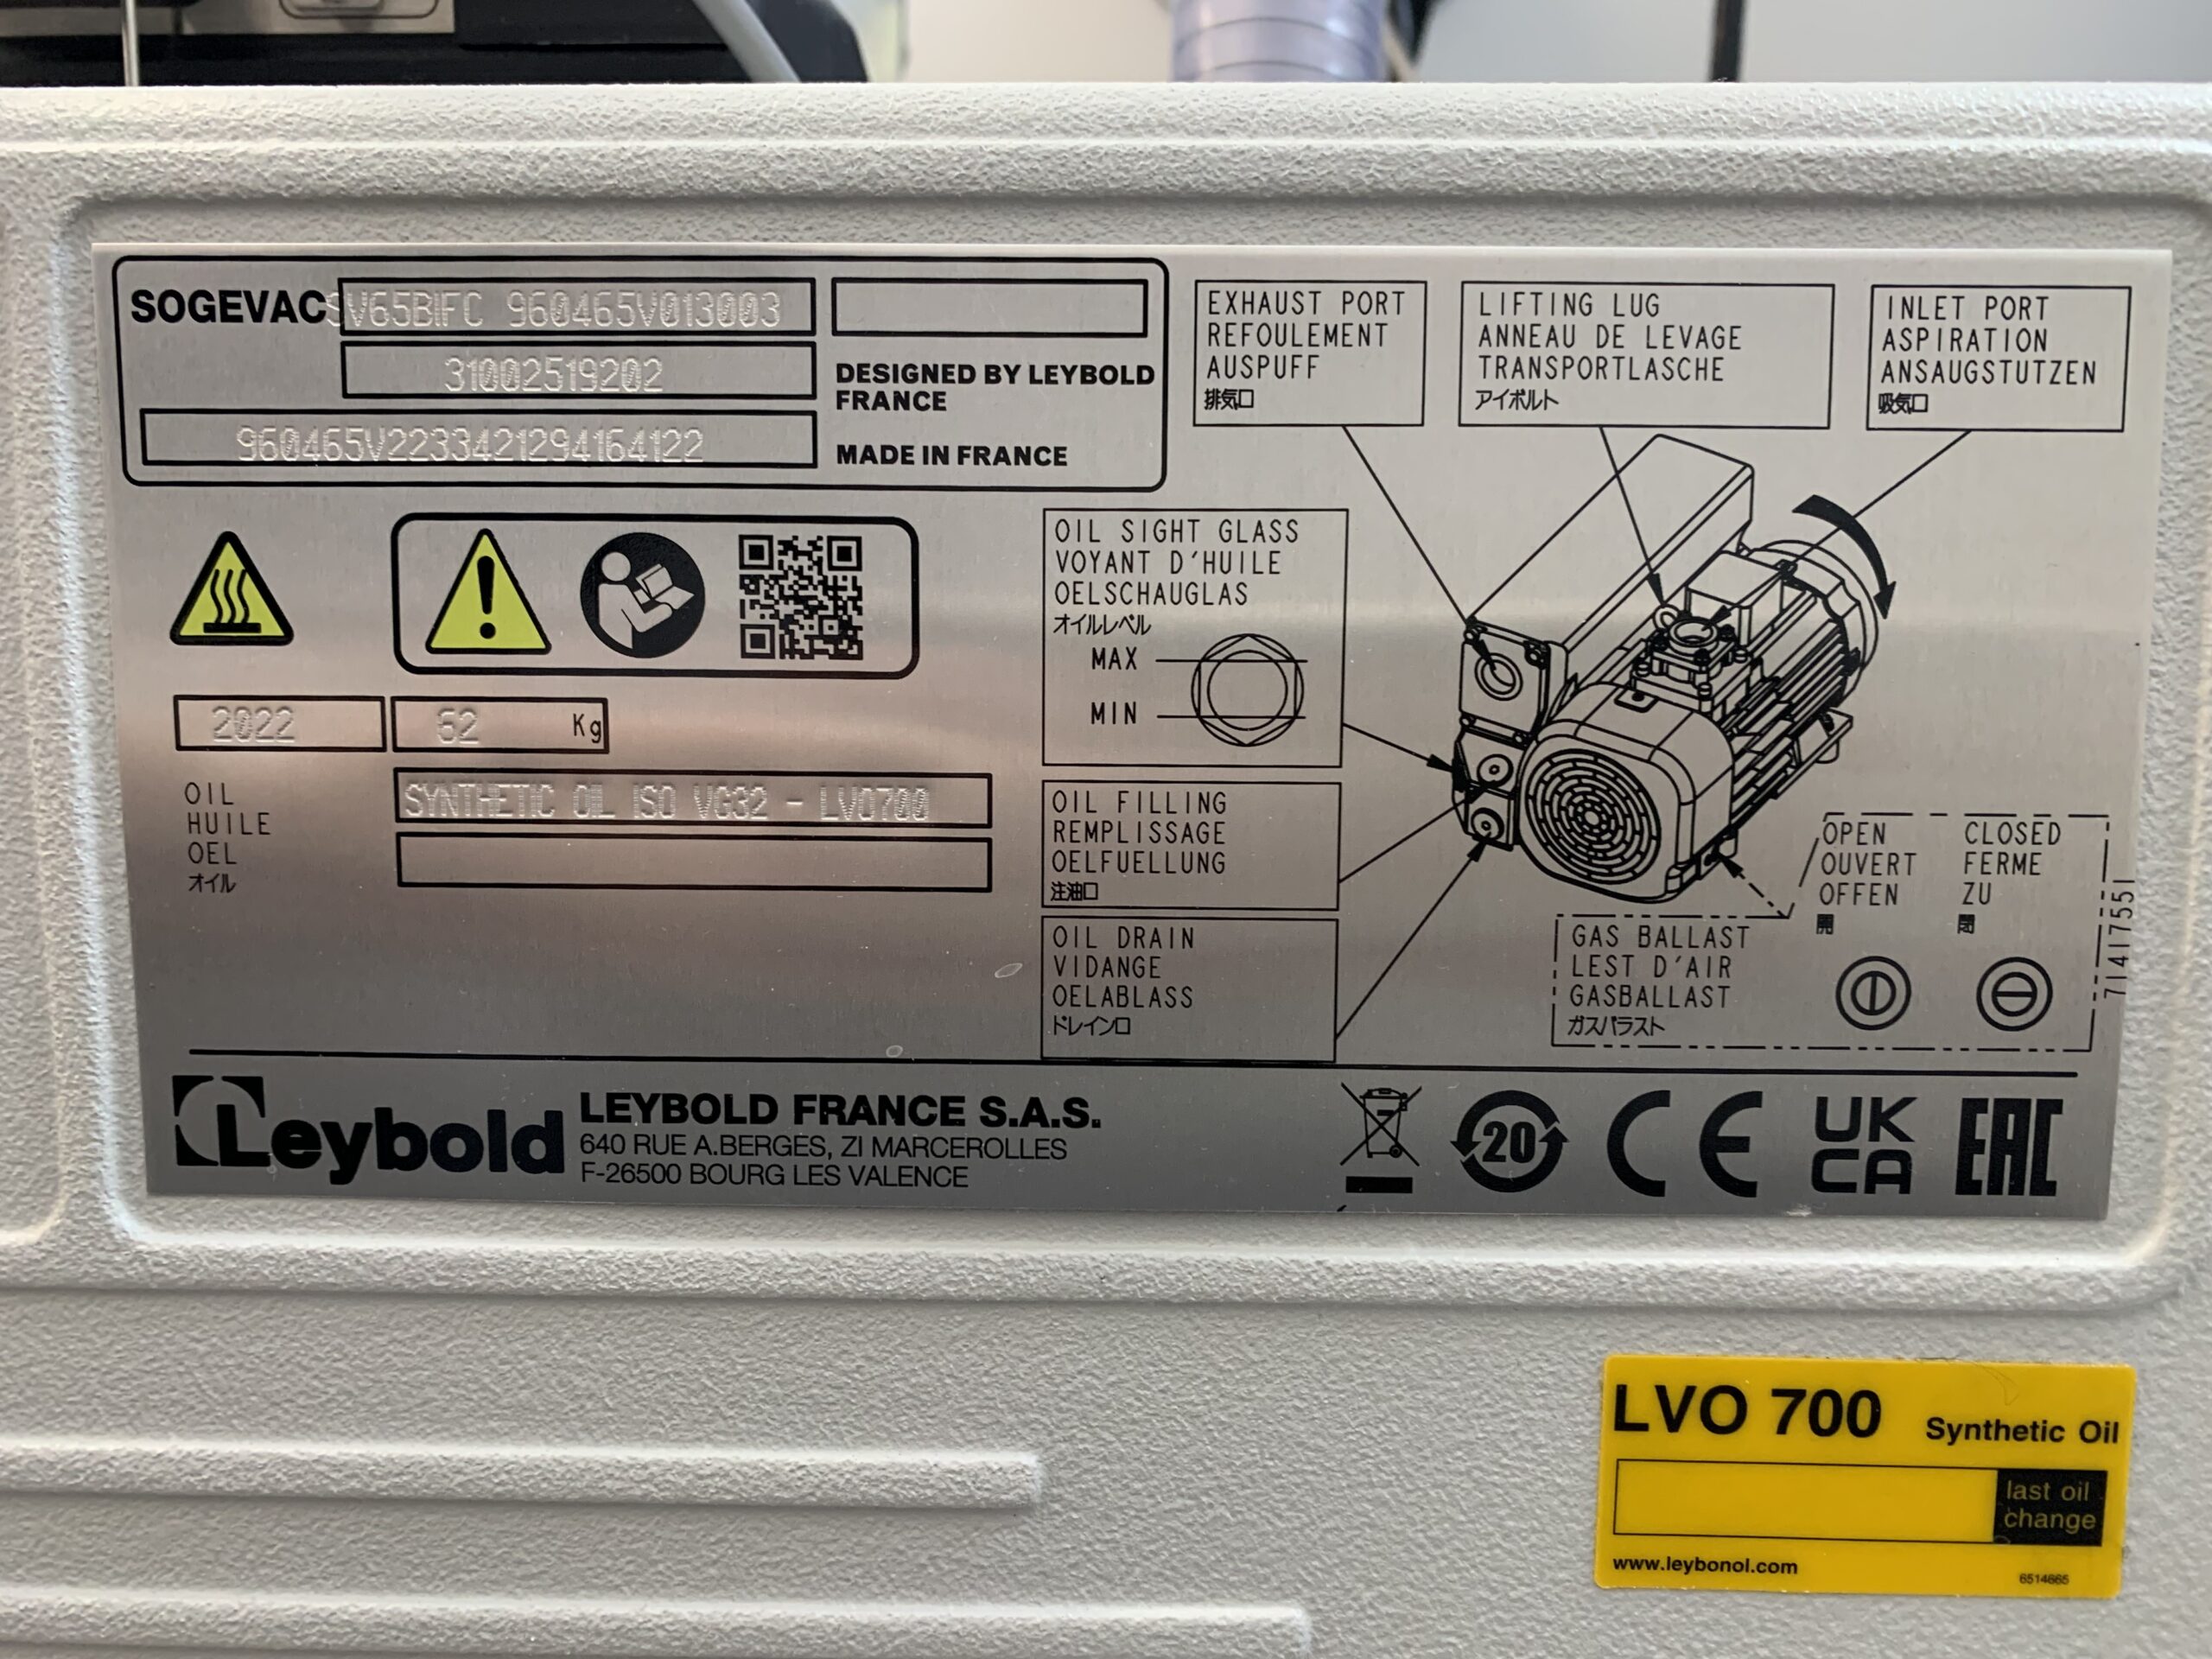 SOGEVAC SV65BIFC 960465V013003
31002519202
960465V2233421294164122
DESIGNED BY LEYBOLD
FRANCE
MADE IN FRANCE
EXHAUST PORT
REFOULEMENT
AUSPUFF
排気口
LIFTING LUG
ANNEAU DE LEVAGE
TRANSPORTLASCHE
アイボルト
INLET PORT
ASPIRATION
ANSAUGSTUTZEN
吸気口
OIL SIGHT GLASS
VOYANT D'HUILE
OELSCHAUGLAS
オイルレベル
MAX
MIN
2022
62 Kg
OIL
HUILE
OEL
オイル
SYNTHETIC OIL ISO VG32 - LVO700
OIL FILLING
REMPLISSAGE
OELFUELLUNG
注油口
OIL DRAIN
VIDANGE
OELABLASS
ドレイン口
OPEN
OUVERT
OFFEN
開
CLOSED
FERME
ZU
閉
GAS BALLAST
LEST D'AIR
GASBALLAST
ガスバラスト
71417551
Leybold
LEYBOLD FRANCE S.A.S.
640 RUE A.BERGES, ZI MARCEROLLES
F-26500 BOURG LES VALENCE
20
CE
UK
CA
EAC
LVO 700 Synthetic Oil
last oil
change
www.leybonol.com
6514665